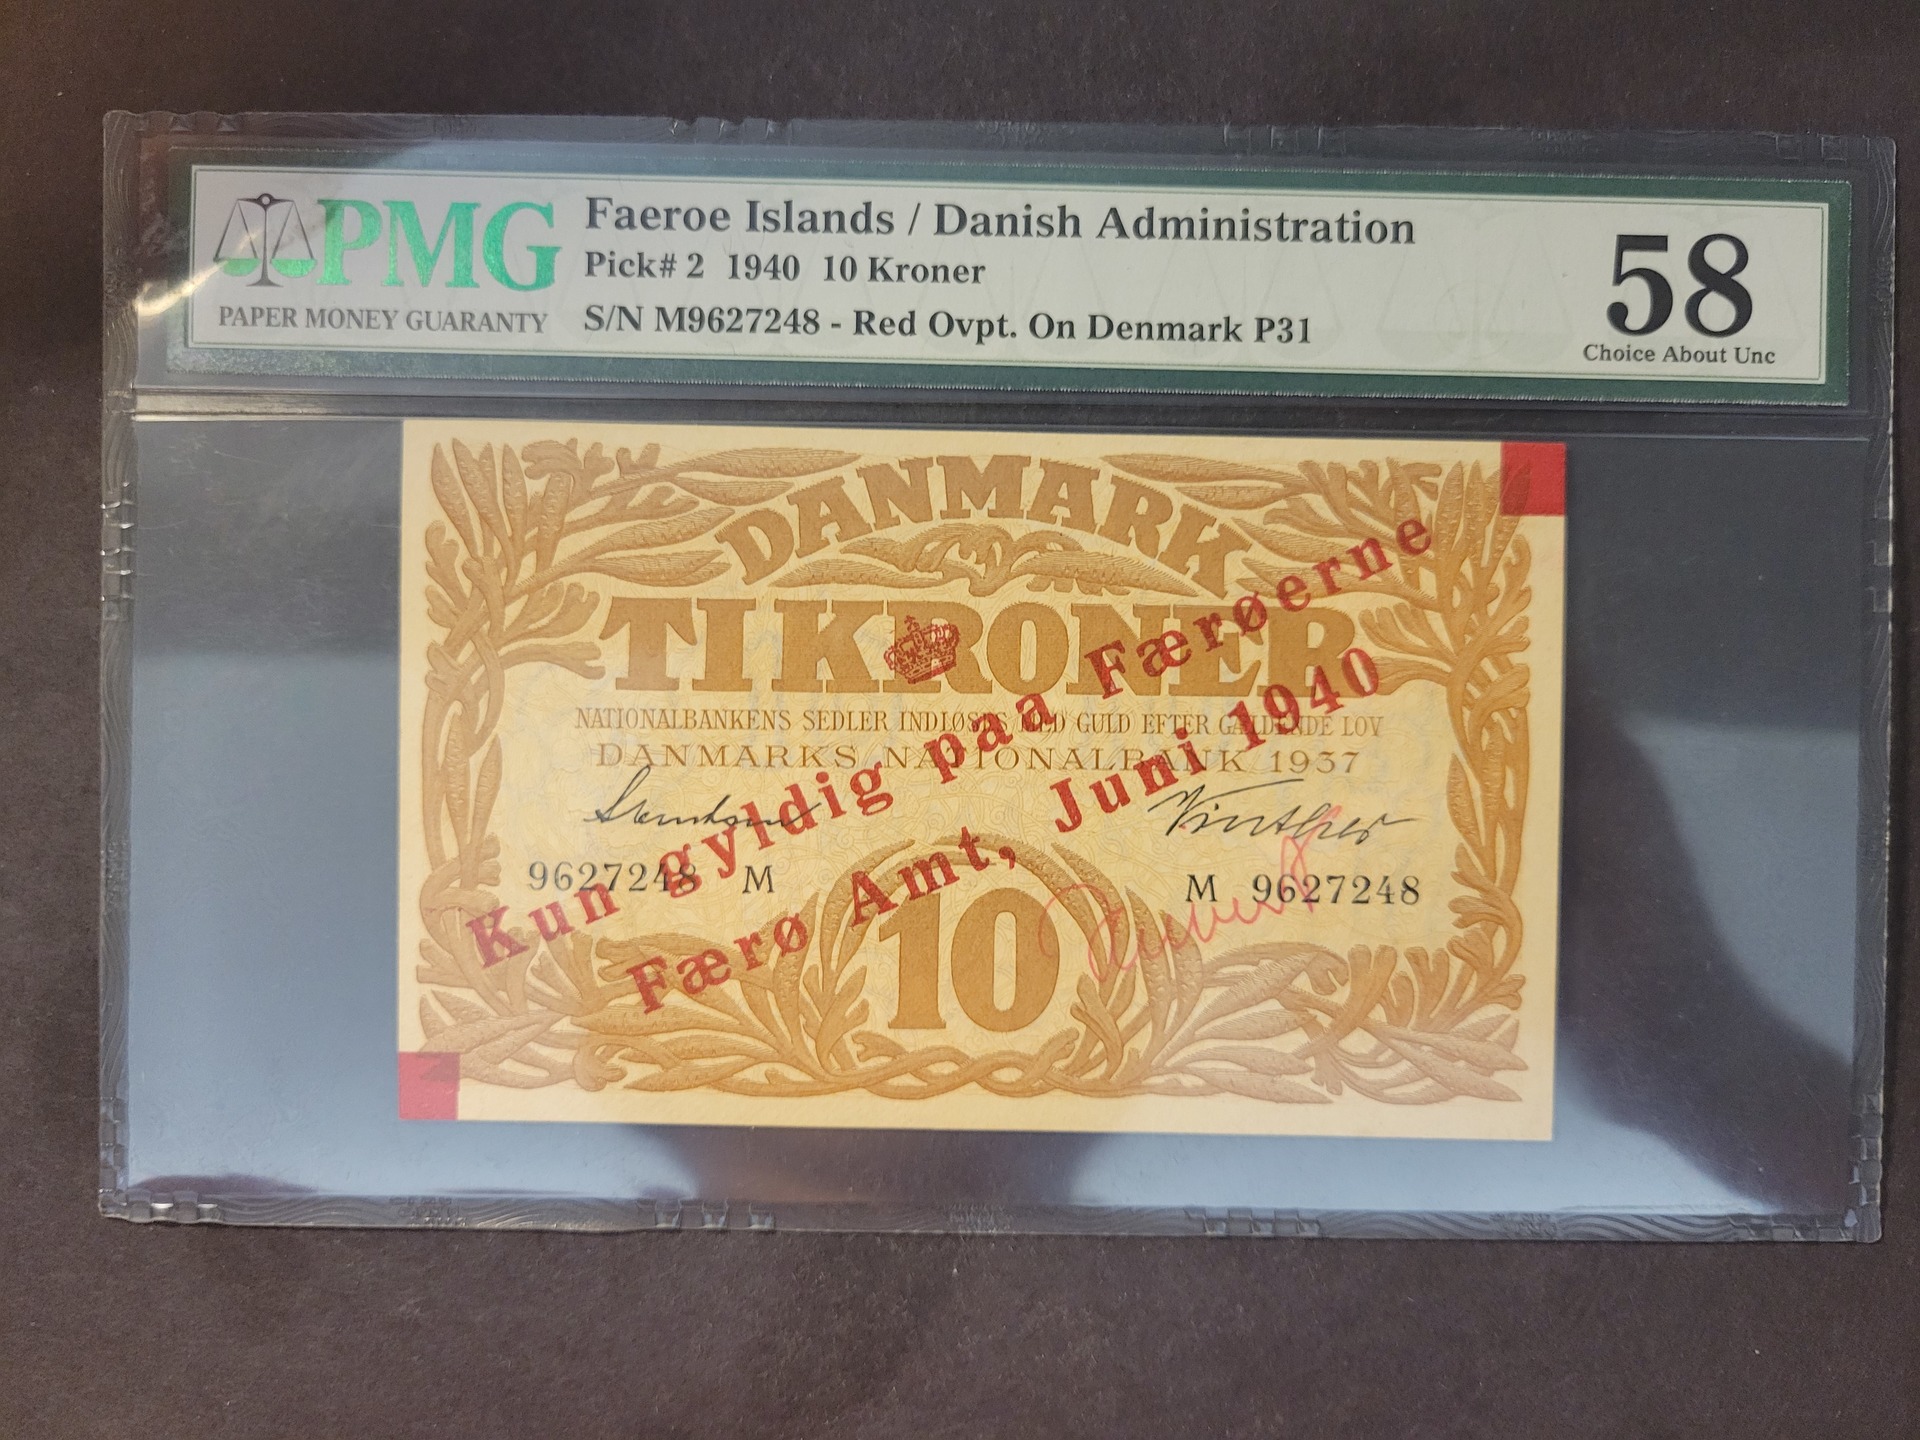 PMG
PAPER MONEY GUARANTY
Faeroe Islands / Danish Administration
Pick# 2 1940 10 Kroner
S/N M9627248 - Red Ovpt. On Denmark P31
58
Choice About Unc
DANMARK
TI KRONER
NATIONALBANKENS SEDLER INDLØSES MED GULD EFTER GÆLDENDE LOV
DANMARKS NATIONALBANK 1937
Kun gyldig paa Færøerne
Færø Amt, Juni 1940
9627248 M
M 9627248
10